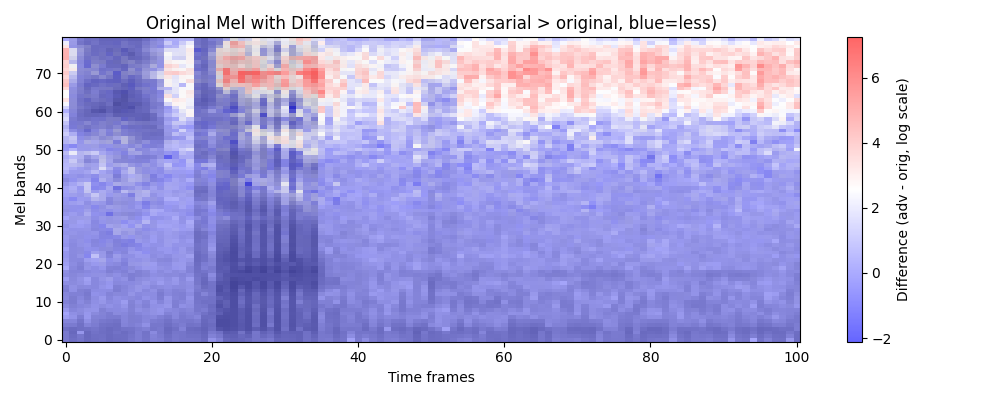 Original Mel with Differences (red=adversarial > original, blue=less)
Mel bands
70
60
50
40
30
20
10
0
0 20 40 60 80 100
Time frames
6
4
2
0
−2
Difference (adv - orig, log scale)